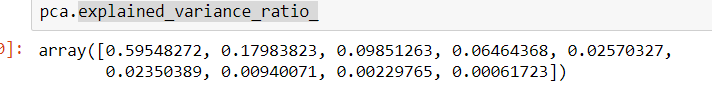 pca.explained_variance_ratio_
]: array([0.59548272, 0.17983823, 0.09851263, 0.06464368, 0.02570327,
0.02350389, 0.00940071, 0.00229765, 0.00061723])